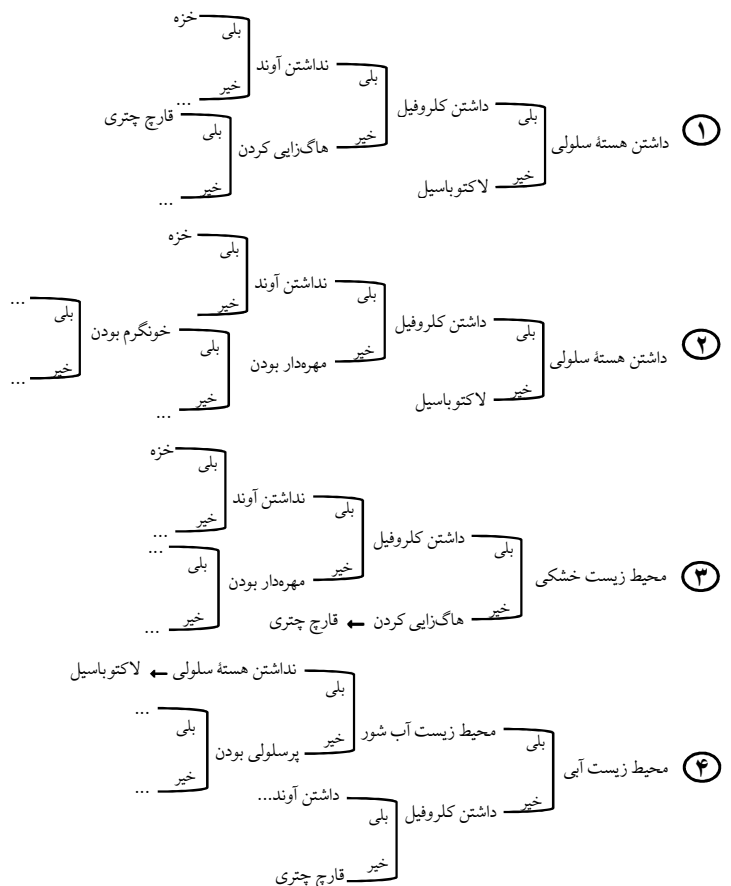 خزه
بلی
نداشتن آوند
بلی
خیر
...
داشتن کلروفیل
بلی
۱
قارچ چتری
بلی
هاگ‌زایی کردن
خیر
داشتن هستهٔ سلولی
خیر
...
لاکتوباسیل
خیر
خزه
بلی
نداشتن آوند
بلی
خیر
...
بلی
خونگرم بودن
داشتن کلروفیل
بلی
۲
خیر
...
بلی
مهره‌دار بودن
خیر
داشتن هستهٔ سلولی
خیر
...
لاکتوباسیل
خیر
خزه
بلی
نداشتن آوند
بلی
خیر
...
داشتن کلروفیل
بلی
...
بلی
مهره‌دار بودن
خیر
محیط زیست خشکی
۳
خیر
...
قارچ چتری
هاگ‌زایی کردن
خیر
لاکتوباسیل
نداشتن هستهٔ سلولی
بلی
...
بلی
پرسلولی بودن
خیر
محیط زیست آب شور
بلی
خیر
...
محیط زیست آبی
۴
داشتن آوند...
بلی
داشتن کلروفیل
خیر
قارچ چتری
خیر